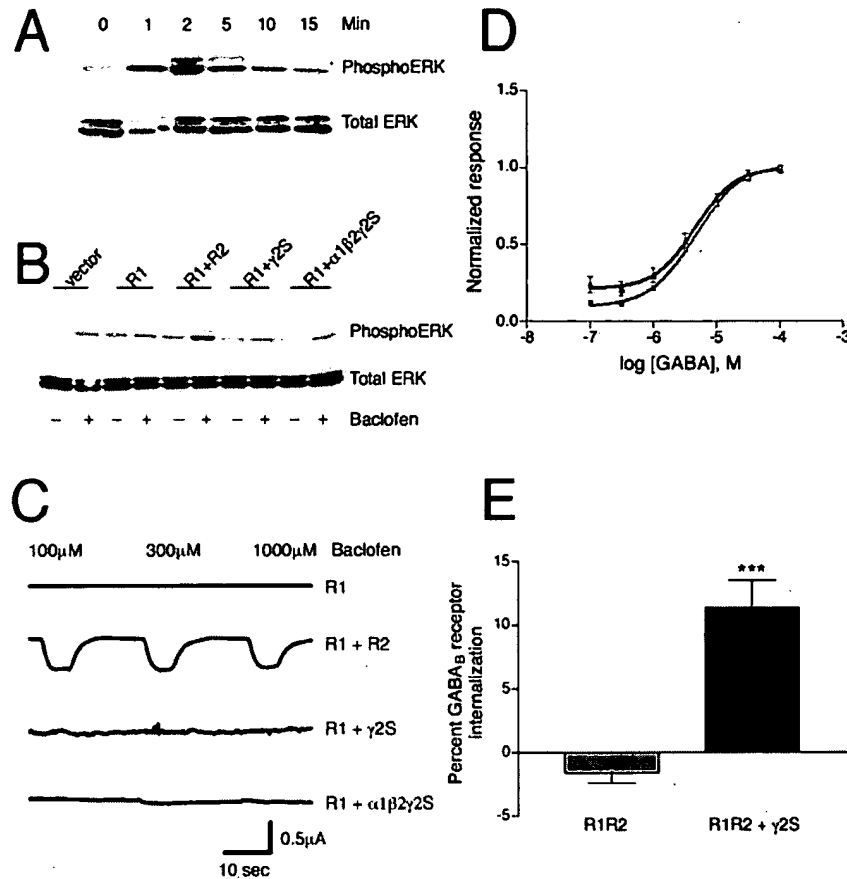 A
0 1 2 5 10 15 Min
PhosphoERK
Total ERK
B
vector R1 R1+R2 R1+γ2S R1+α1β2γ2S
PhosphoERK
Total ERK
– + – + – + – + – + Baclofen
C
100µM 300µM 1000µM Baclofen
R1
R1 + R2
R1 + γ2S
R1 + α1β2γ2S
0.5µA
10 sec
D
Normalized response
1.5
1.0
0.5
0.0
-8 -7 -6 -5 -4 -3
log [GABA], M
E
Percent GABAB receptor
internalization
15
10
5
0
-5
***
R1R2 R1R2 + γ2S